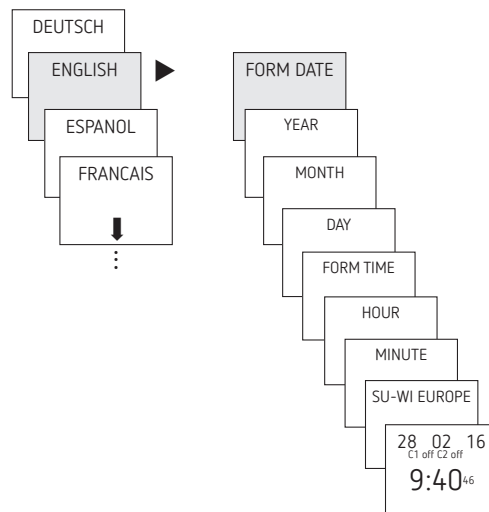 DEUTSCH
ENGLISH
ESPANOL
FRANCAIS
FORM DATE
YEAR
MONTH
DAY
FORM TIME
HOUR
MINUTE
SU-WI EUROPE
28 02 16
C1 off C2 off
9:40 46